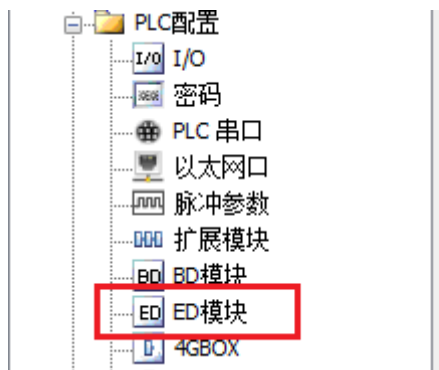 PLC配置
I/O I/O
密码
PLC 串口
以太网口
脉冲参数
扩展模块
BD BD模块
ED ED模块
4GBOX